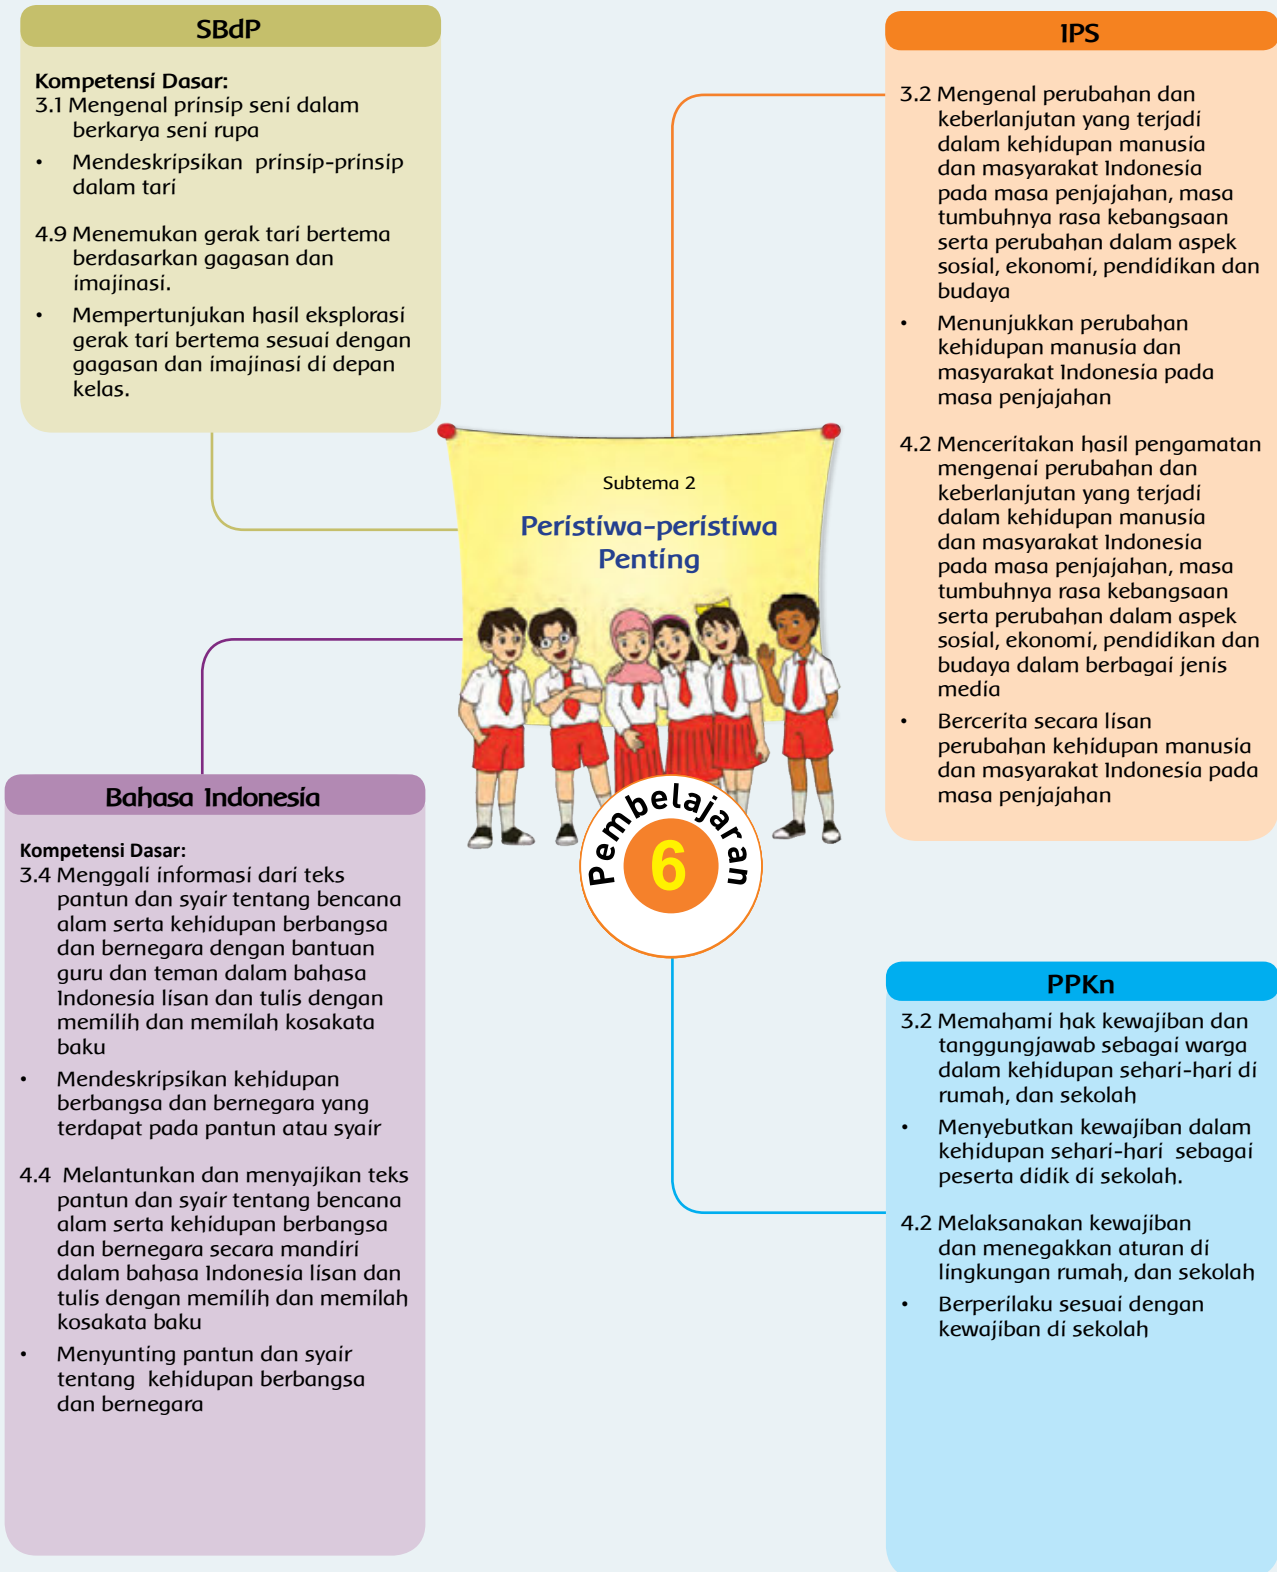 SBdP
Kompetensi Dasar:
3.1 Mengenal prinsip seni dalam
berkarya seni rupa
• Mendeskripsikan prinsip-prinsip
dalam tari
4.9 Menemukan gerak tari bertema
berdasarkan gagasan dan
imajinasi.
• Mempertunjukan hasil eksplorasi
gerak tari bertema sesuai dengan
gagasan dan imajinasi di depan
kelas.
IPS
3.2 Mengenal perubahan dan
keberlanjutan yang terjadi
dalam kehidupan manusia
dan masyarakat Indonesia
pada masa penjajahan, masa
tumbuhnya rasa kebangsaan
serta perubahan dalam aspek
sosial, ekonomi, pendidikan dan
budaya
• Menunjukkan perubahan
kehidupan manusia dan
masyarakat Indonesia pada
masa penjajahan
4.2 Menceritakan hasil pengamatan
mengenai perubahan dan
keberlanjutan yang terjadi
dalam kehidupan manusia
dan masyarakat Indonesia
pada masa penjajahan, masa
tumbuhnya rasa kebangsaan
serta perubahan dalam aspek
sosial, ekonomi, pendidikan dan
budaya dalam berbagai jenis
media
• Bercerita secara lisan
perubahan kehidupan manusia
dan masyarakat Indonesia pada
masa penjajahan
Subtema 2
Peristiwa-peristiwa
Penting
Pembelajaran
6
Bahasa Indonesia
Kompetensi Dasar:
3.4 Menggali informasi dari teks
pantun dan syair tentang bencana
alam serta kehidupan berbangsa
dan bernegara dengan bantuan
guru dan teman dalam bahasa
Indonesia lisan dan tulis dengan
memilih dan memilah kosakata
baku
• Mendeskripsikan kehidupan
berbangsa dan bernegara yang
terdapat pada pantun atau syair
4.4 Melantunkan dan menyajikan teks
pantun dan syair tentang bencana
alam serta kehidupan berbangsa
dan bernegara secara mandiri
dalam bahasa Indonesia lisan dan
tulis dengan memilih dan memilah
kosakata baku
• Menyunting pantun dan syair
tentang kehidupan berbangsa
dan bernegara
PPKn
3.2 Memahami hak kewajiban dan
tanggungjawab sebagai warga
dalam kehidupan sehari-hari di
rumah, dan sekolah
• Menyebutkan kewajiban dalam
kehidupan sehari-hari sebagai
peserta didik di sekolah.
4.2 Melaksanakan kewajiban
dan menegakkan aturan di
lingkungan rumah, dan sekolah
• Berperilaku sesuai dengan
kewajiban di sekolah